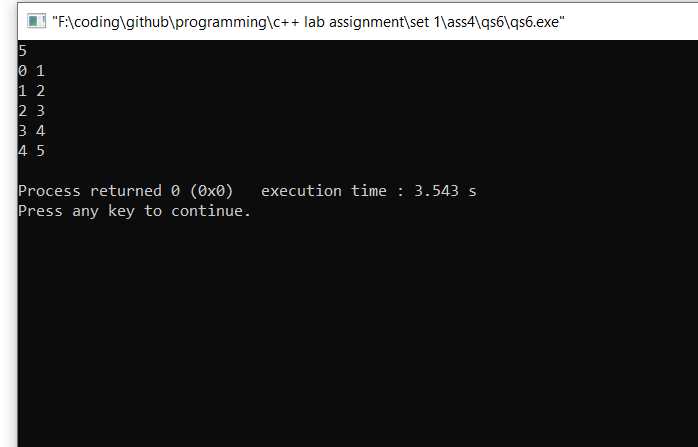 "F:\coding\github\programming\c++ lab assignment\set 1\ass4\qs6\qs6.exe"
5
0 1
1 2
2 3
3 4
4 5
Process returned 0 (0x0)   execution time : 3.543 s
Press any key to continue.